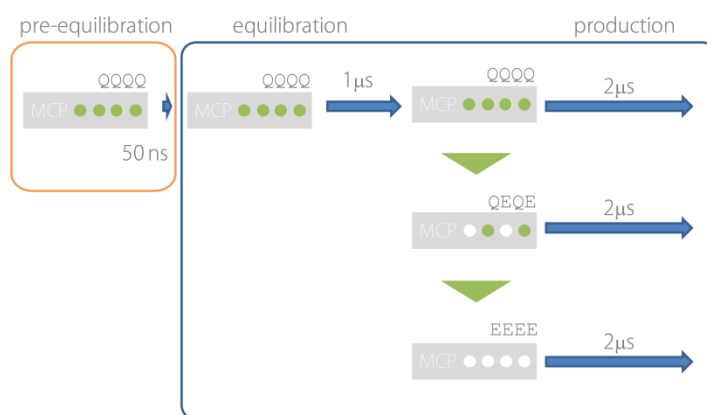 pre-equilibration equilibration production
QQQQ QQQQ 1μs QQQQ 2μs
MCP MCP MCP
50 ns
QEQE 2μs
MCP
EEEE 2μs
MCP